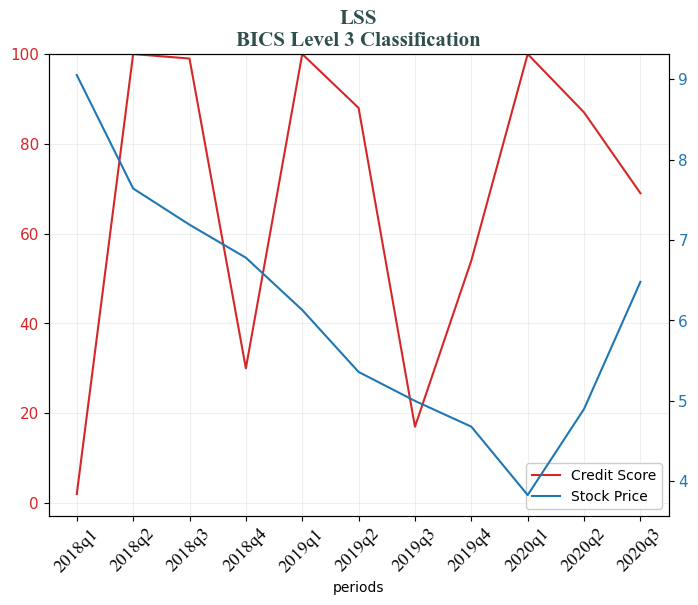 LSS
BICS Level 3 Classification
100
80
60
40
20
0
9
8
7
6
5
4
Credit Score
Stock Price
2018q1
2018q2
2018q3
2018q4
2019q1
2019q2
2019q3
2019q4
2020q1
2020q2
2020q3
periods